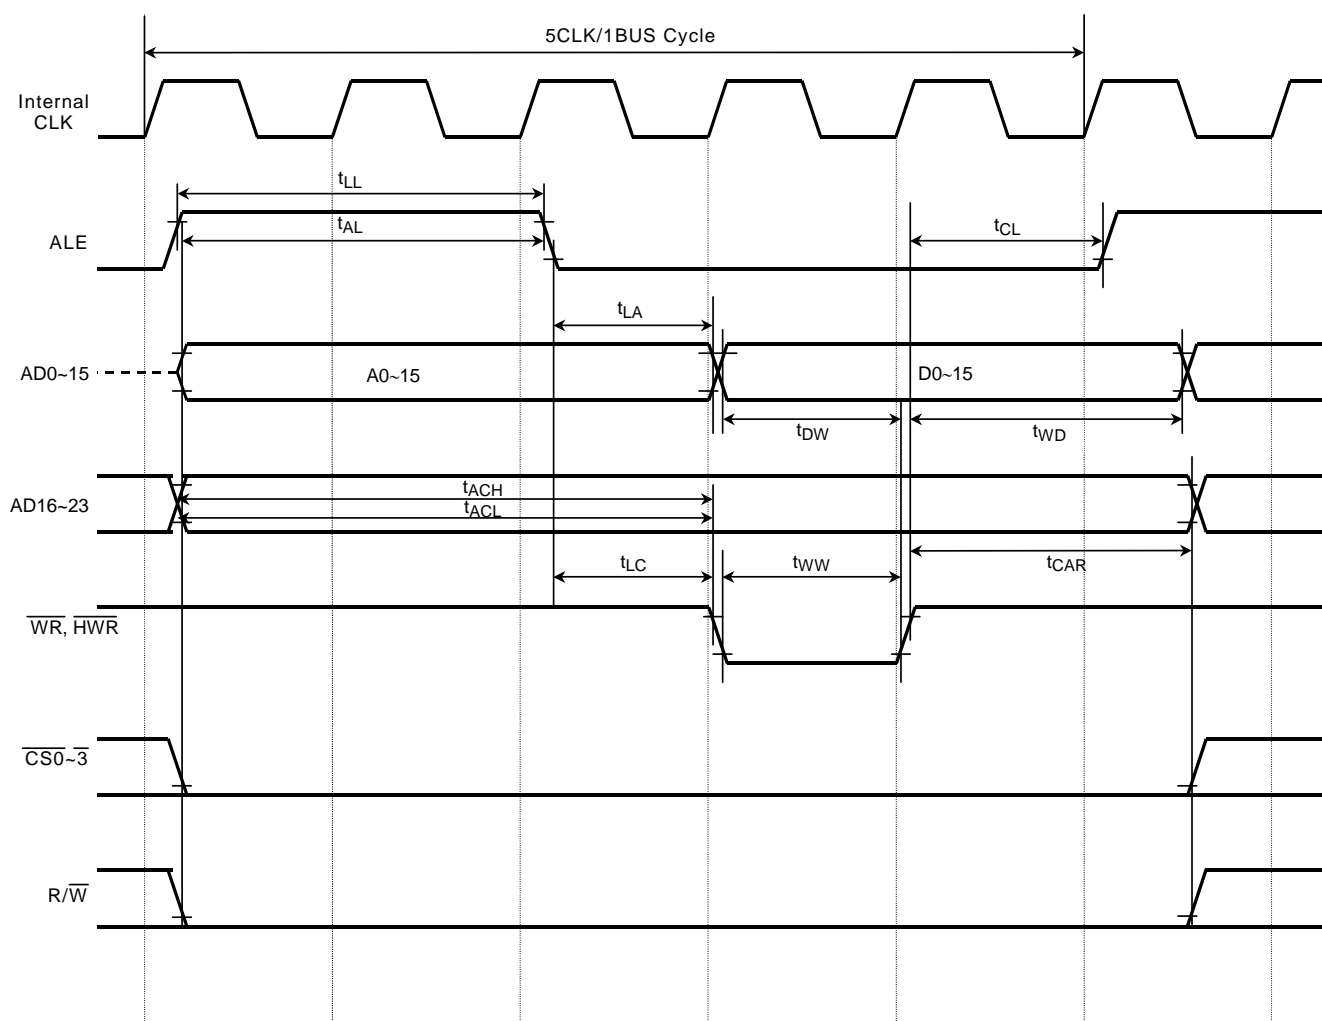 5CLK/1BUS Cycle
Internal
CLK
tLL
ALE
tAL
tCL
tLA
AD0~15
A0~15
D0~15
tDW
tWD
tACH
AD16~23
tACL
tLC
tWW
tCAR
WR, HWR
CS0~3
R/W